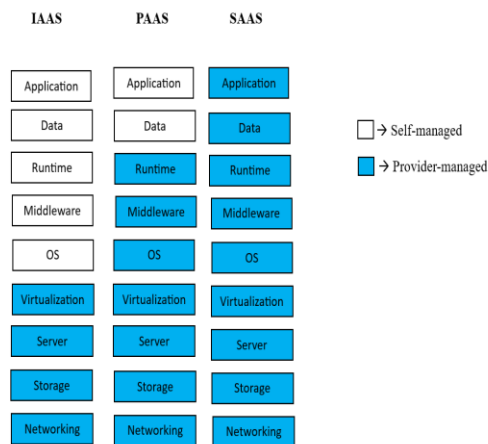 IAAS PAAS SAAS
Application Application Application
Data Data Data
→ Self-managed
Runtime Runtime Runtime
→ Provider-managed
Middleware Middleware Middleware
OS OS OS
Virtualization Virtualization Virtualization
Server Server Server
Storage Storage Storage
Networking Networking Networking